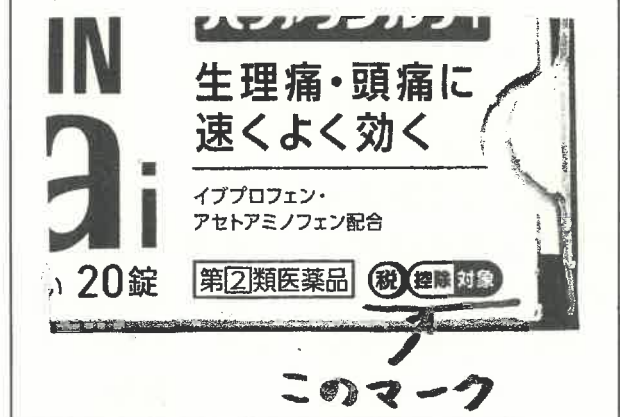 IN
生理痛・頭痛に
速くよく効く
ai
イブプロフェン・
アセトアミノフェン配合
20錠
第②類医薬品 税 控除 対象
このマーク